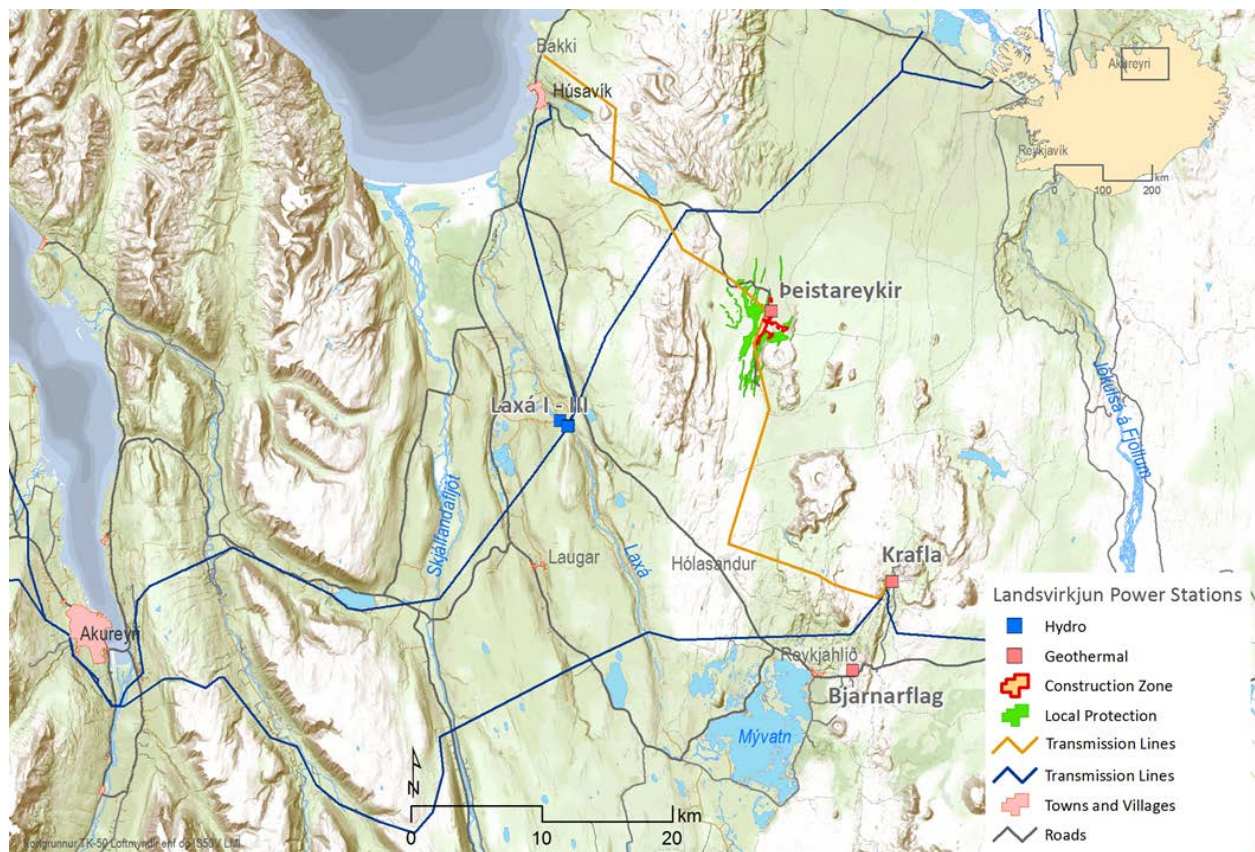 Bakki
Húsavík
Akureyri
Reykjavík
km
0 100 200
Þeistareykir
Laxá I - III
Jökulsá á Fjöllum
Skjálfandafljót
Laugar
Laxá
Hólasandur
Krafla
Akureyri
Reykjahlíð
Bjarnarflag
Mývatn
N
km
0 10 20
Landsvirkjun Power Stations
Hydro
Geothermal
Construction Zone
Local Protection
Transmission Lines
Transmission Lines
Towns and Villages
Roads